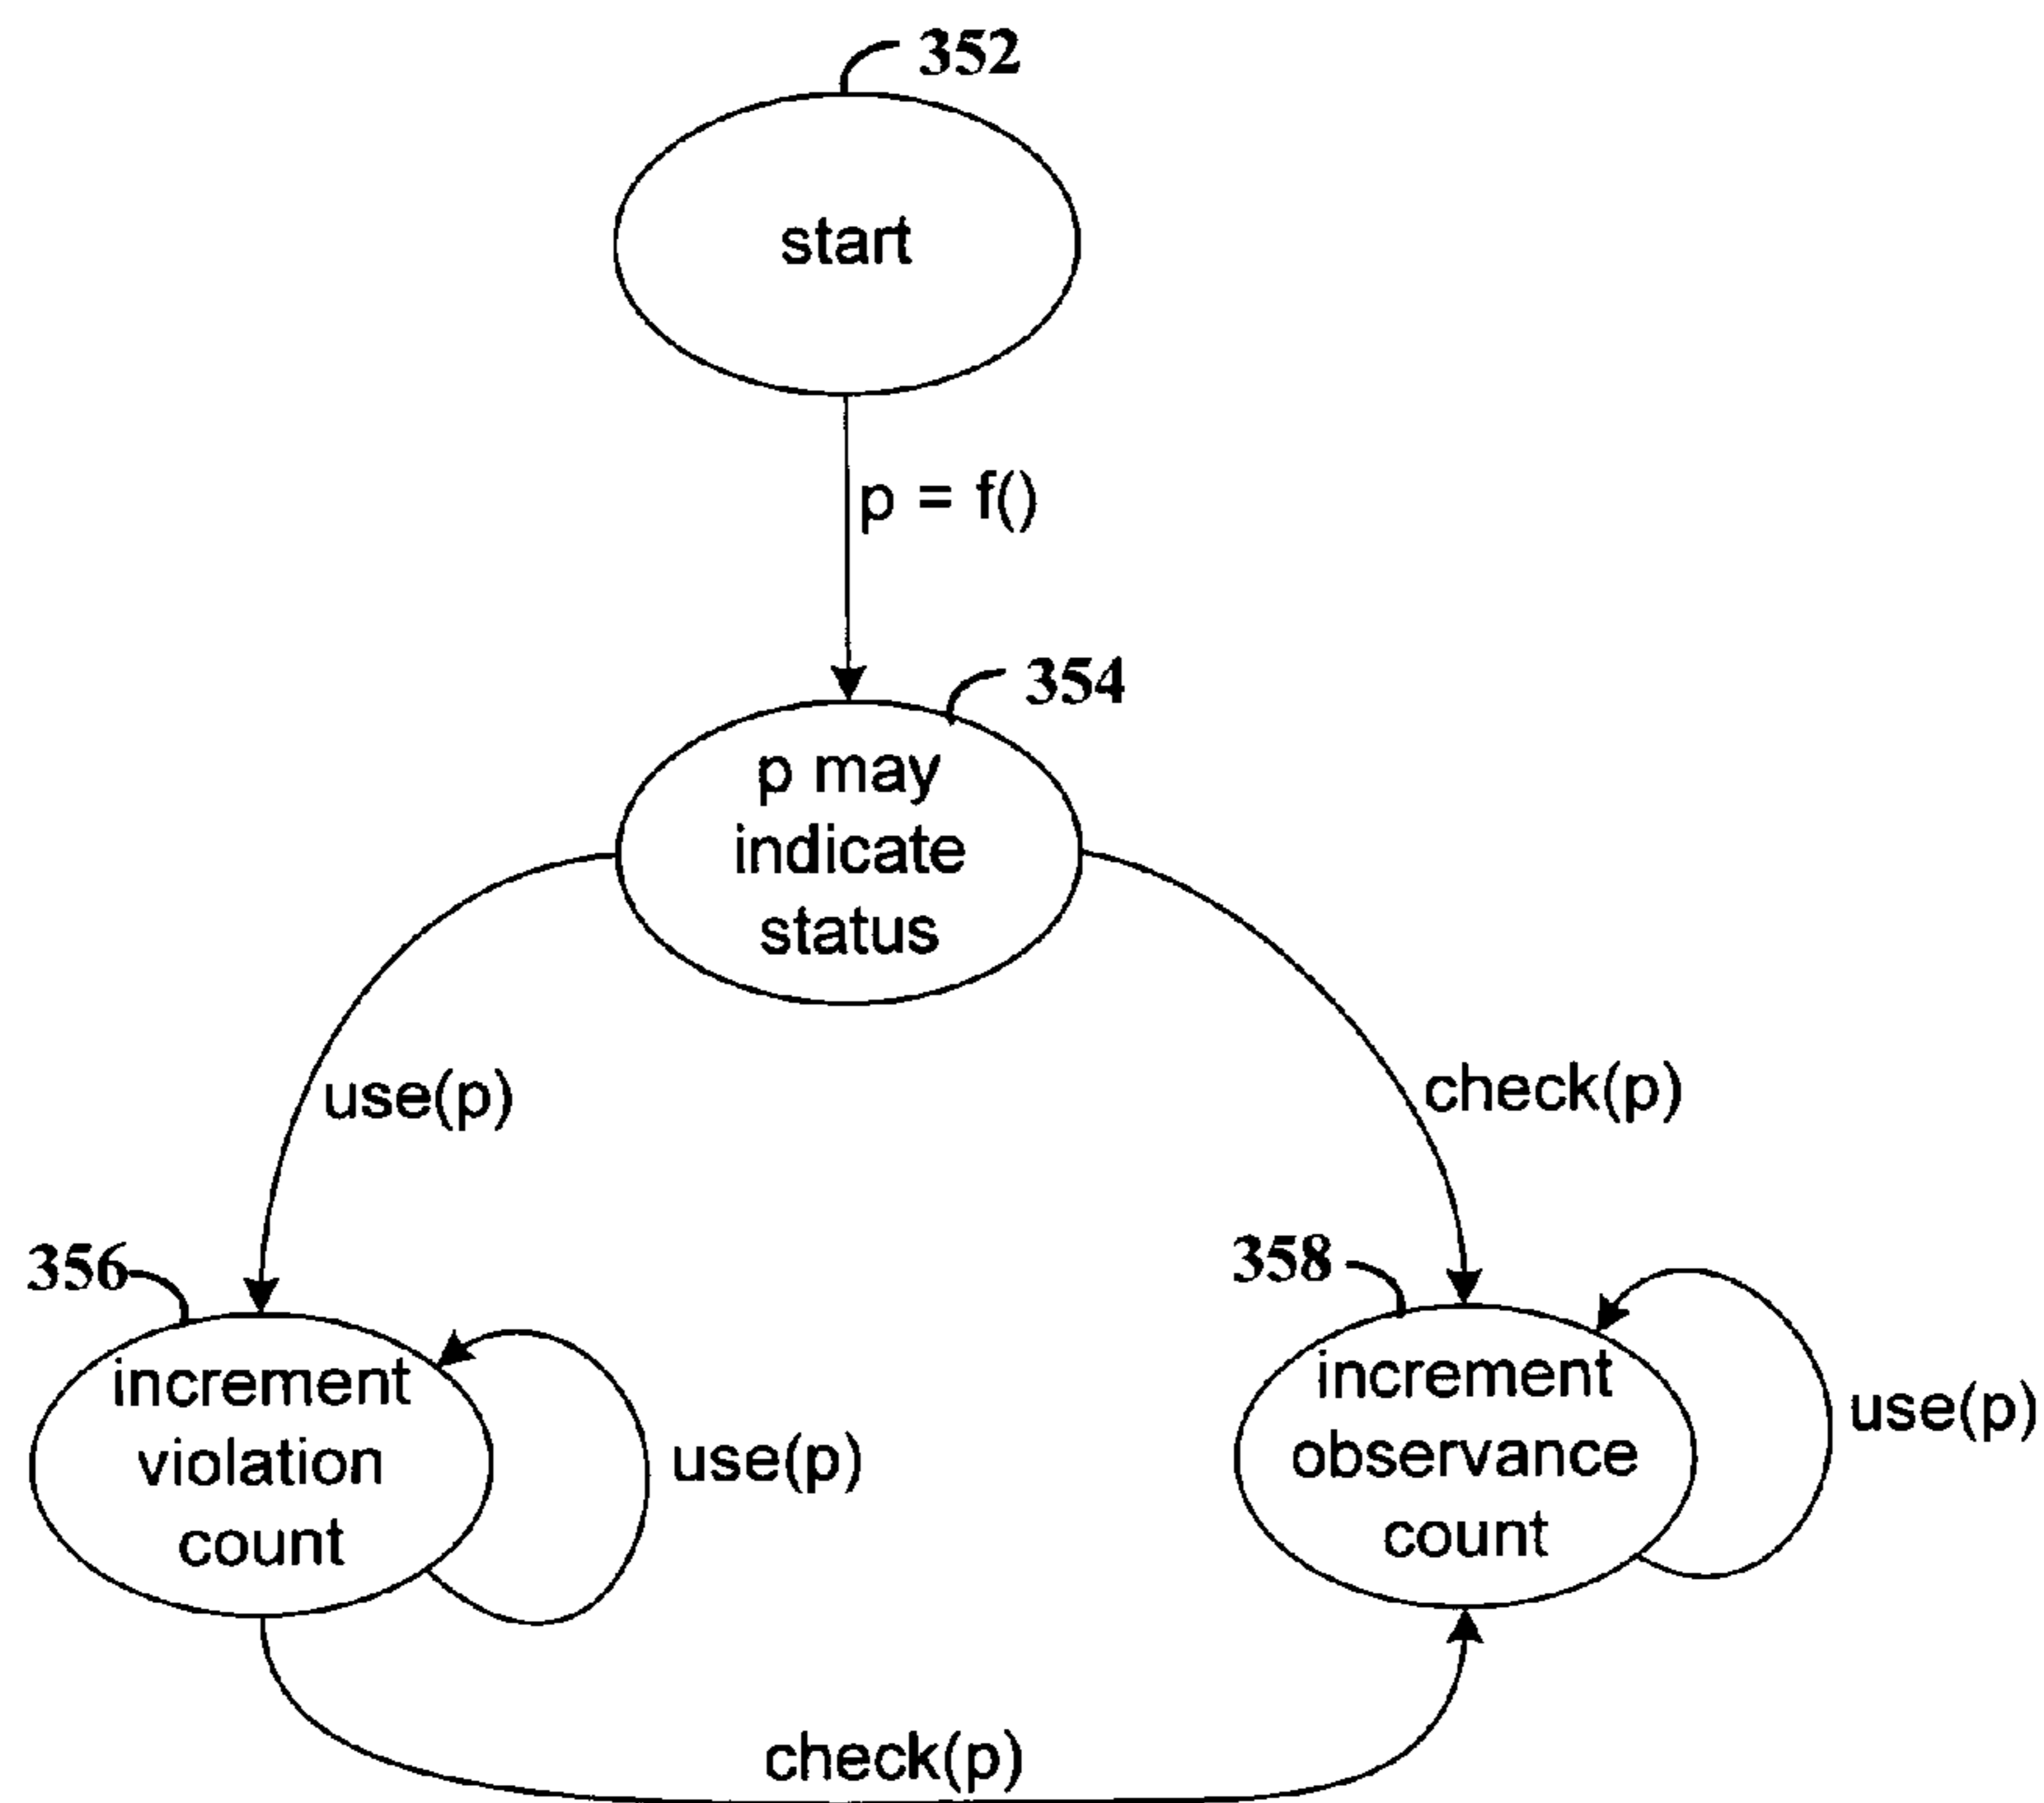 352
start
p = f()
354
p may
indicate
status
use(p)
check(p)
356
increment
violation
count
use(p)
358
increment
observance
count
use(p)
check(p)